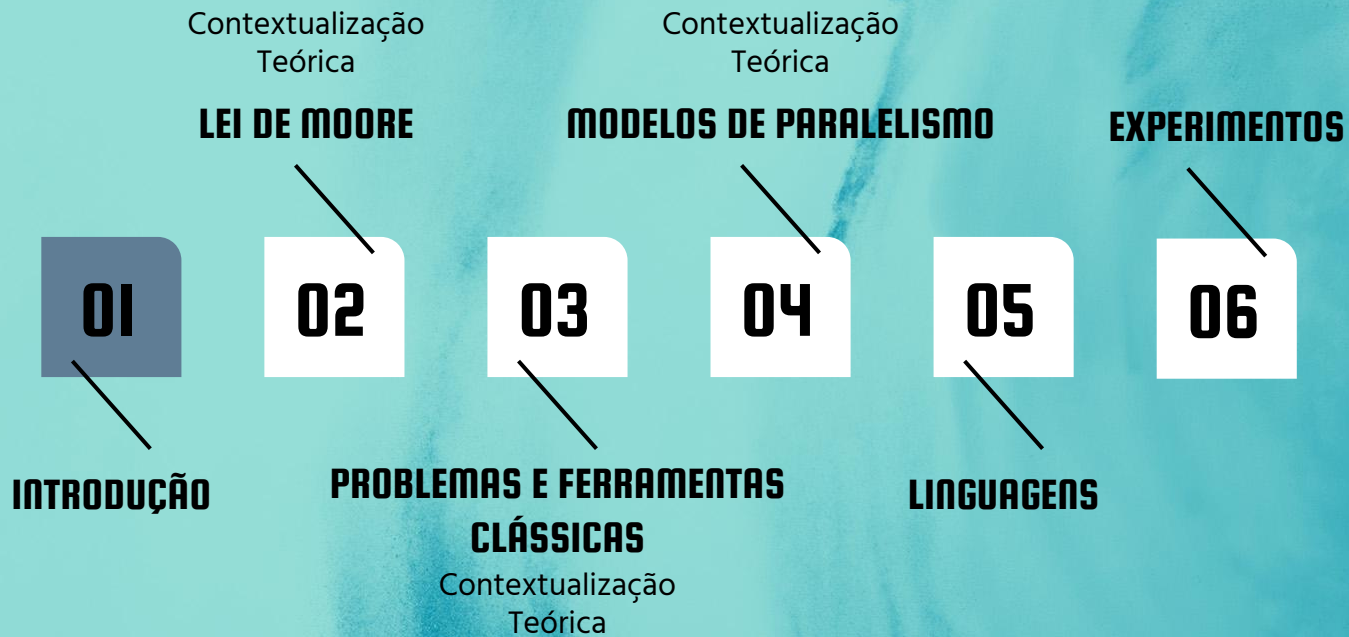 Contextualização
Teórica
LEI DE MOORE
Contextualização
Teórica
MODELOS DE PARALELISMO
EXPERIMENTOS
01
02
03
04
05
06
INTRODUÇÃO
PROBLEMAS E FERRAMENTAS
CLÁSSICAS
Contextualização
Teórica
LINGUAGENS